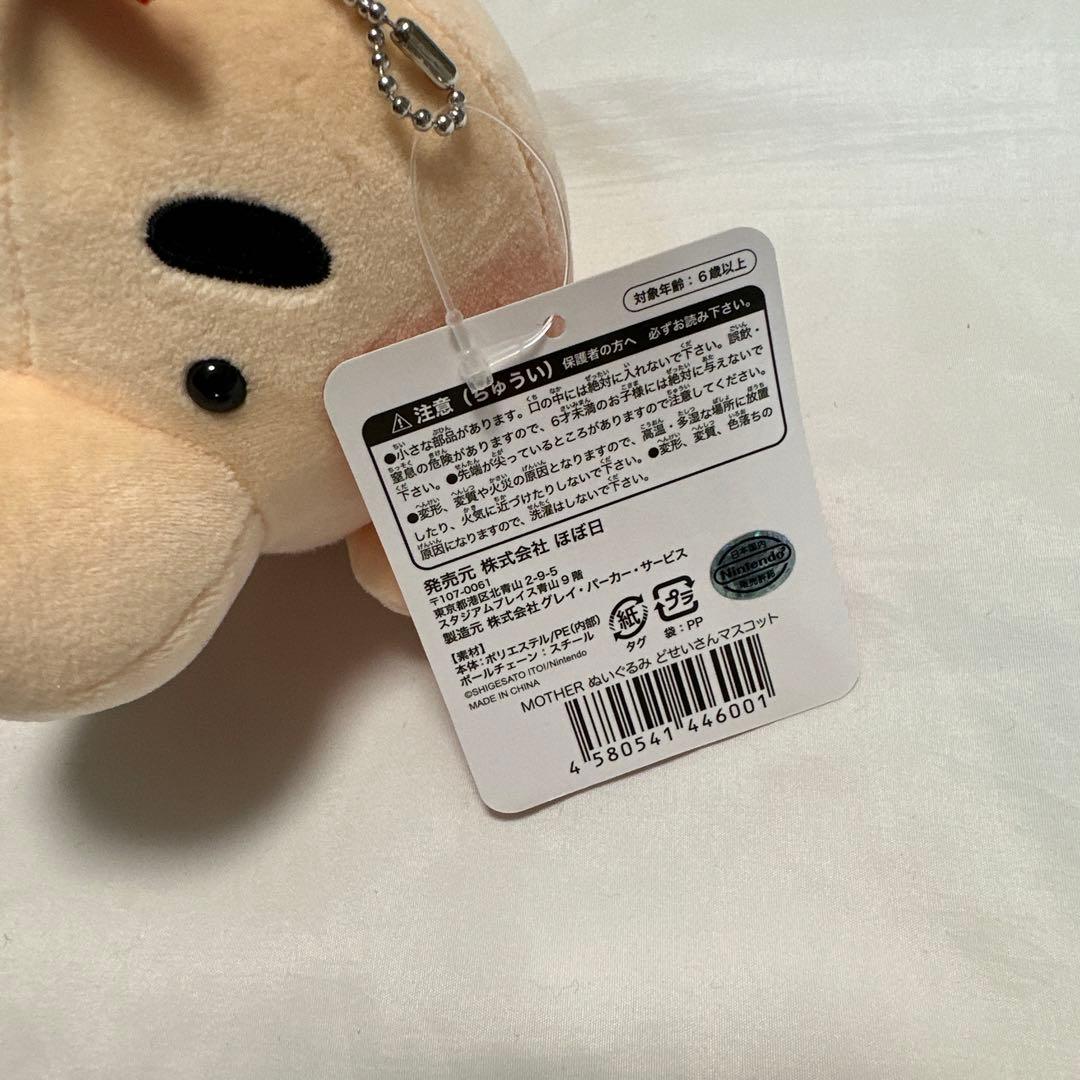 対象年齢：6歳以上
⚠注意（ちゅうい）保護者の方へ 必ずお読み下さい。
●小さな部品があります。口の中には絶対に入れないで下さい。誤飲・
窒息の危険がありますので、6才未満のお子様には絶対に与えないで
下さい。●先端が尖っているところがありますので注意してください。
●変形、変質や火災の原因となりますので、高温・多湿な場所に放置
したり、火気に近づけたりしないで下さい。●変形、変質、色落ちの
原因になりますので、洗濯はしないで下さい。
発売元 株式会社 ほぼ日
〒107-0061
東京都港区北青山 2-9-5
スタジアムプレイス青山 9 階
製造元 株式会社グレイ・パーカー・サービス
【素材】
本体：ポリエステル/PE(内部)
ボールチェーン：スチール
©SHIGESATO ITOI/Nintendo
MADE IN CHINA
紙
タグ
プラ
袋：PP
日本国内
Nintendo
販売許諾
MOTHER ぬいぐるみ どせいさんマスコット
4 580541 446001